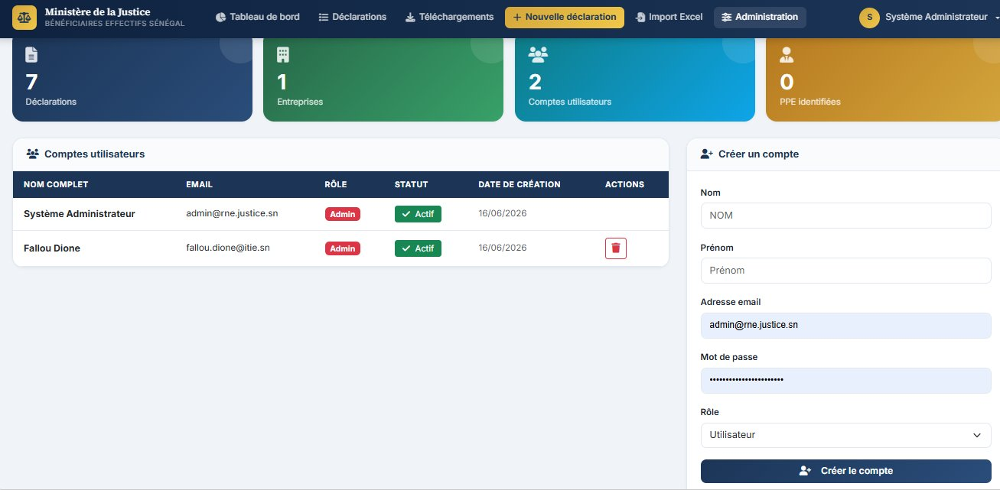 Ministère de la Justice
BÉNÉFICIAIRES EFFECTIFS SÉNÉGAL
Tableau de bord
Déclarations
Téléchargements
+ Nouvelle déclaration
Import Excel
Administration
S
Système Administrateur
7
Déclarations
1
Entreprises
2
Comptes utilisateurs
0
PPE identifiées
Comptes utilisateurs
NOM COMPLET EMAIL RÔLE STATUT DATE DE CRÉATION ACTIONS
Système Administrateur admin@rne.justice.sn Admin Actif 16/06/2026
Fallou Dione fallou.dione@itie.sn Admin Actif 16/06/2026
Créer un compte
Nom
NOM
Prénom
Prénom
Adresse email
admin@rne.justice.sn
Mot de passe
•••••••••••••••••••••••
Rôle
Utilisateur
Créer le compte